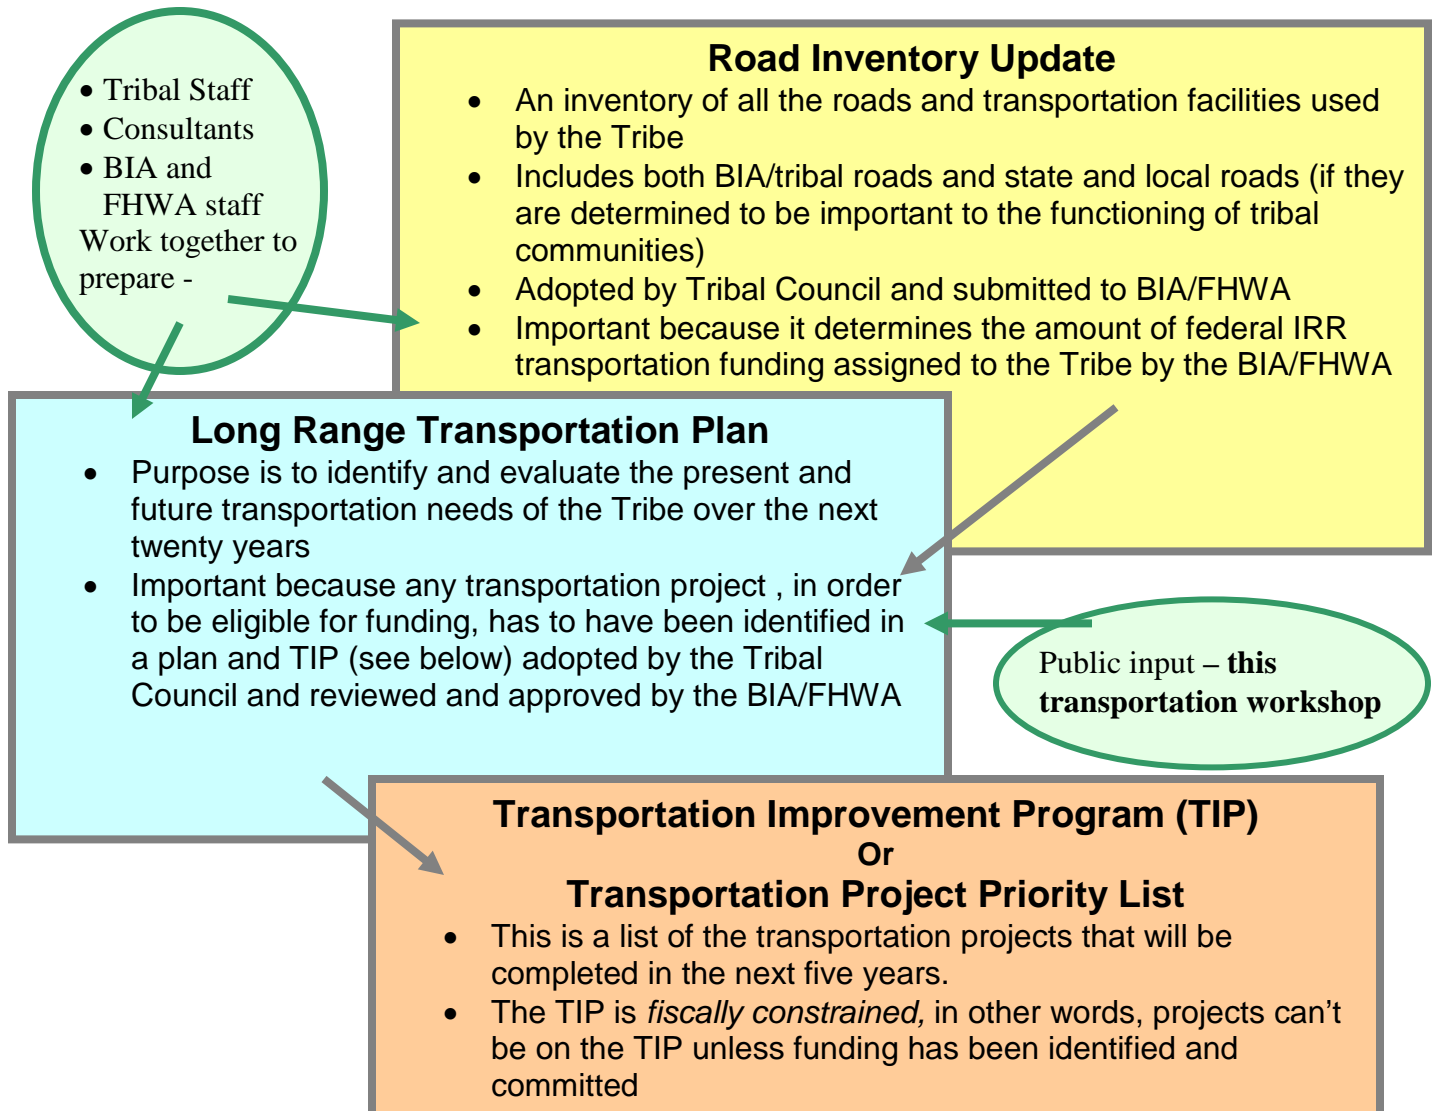 • Tribal Staff
• Consultants
• BIA and
FHWA staff
Work together to
prepare -
Road Inventory Update
• An inventory of all the roads and transportation facilities used
by the Tribe
• Includes both BIA/tribal roads and state and local roads (if they
are determined to be important to the functioning of tribal
communities)
• Adopted by Tribal Council and submitted to BIA/FHWA
• Important because it determines the amount of federal IRR
transportation funding assigned to the Tribe by the BIA/FHWA
Long Range Transportation Plan
• Purpose is to identify and evaluate the present and
future transportation needs of the Tribe over the next
twenty years
• Important because any transportation project , in order
to be eligible for funding, has to have been identified in
a plan and TIP (see below) adopted by the Tribal
Council and reviewed and approved by the BIA/FHWA
Public input – this
transportation workshop
Transportation Improvement Program (TIP)
Or
Transportation Project Priority List
• This is a list of the transportation projects that will be
completed in the next five years.
• The TIP is fiscally constrained, in other words, projects can’t
be on the TIP unless funding has been identified and
committed